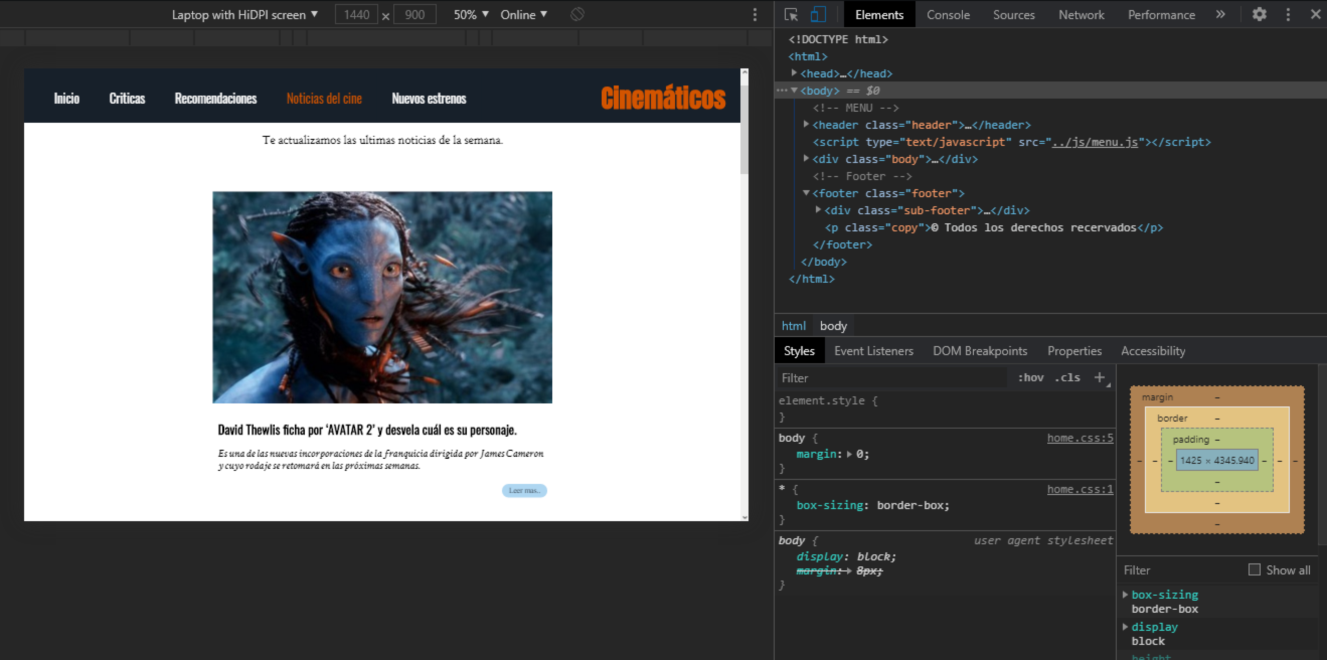 Laptop with HiDPI screen ▼ 1440 x 900 50% ▼ Online ▼
Elements Console Sources Network Performance »
Inicio Críticas Recomendaciones Noticias del cine Nuevos estrenos Cinemáticos
Te actualizamos las ultimas noticias de la semana.
David Thewlis ficha por ‘AVATAR 2’ y desvela cuál es su personaje.
Es una de las nuevas incorporaciones de la franquicia dirigida por James Cameron
y cuyo rodaje se retomará en las próximas semanas.
Leer mas..
<!DOCTYPE html>
<html>
<head>…</head>
<body> == $0
<!-- MENU -->
<header class="header">…</header>
<script type="text/javascript" src="../js/menu.js"></script>
<div class="body">…</div>
<!-- Footer -->
<footer class="footer">
<div class="sub-footer">…</div>
<p class="copy">© Todos los derechos recervados</p>
</footer>
</body>
</html>
html body
Styles Event Listeners DOM Breakpoints Properties Accessibility
Filter :hov .cls +
element.style {
}
body { home.css:5
margin: 0;
}
* { home.css:1
box-sizing: border-box;
}
body { user agent stylesheet
display: block;
margin: 8px;
}
margin –
border –
padding –
– – – 1425 × 4345.940 – – –
–
–
–
Filter Show all
box-sizing
border-box
display
block
height